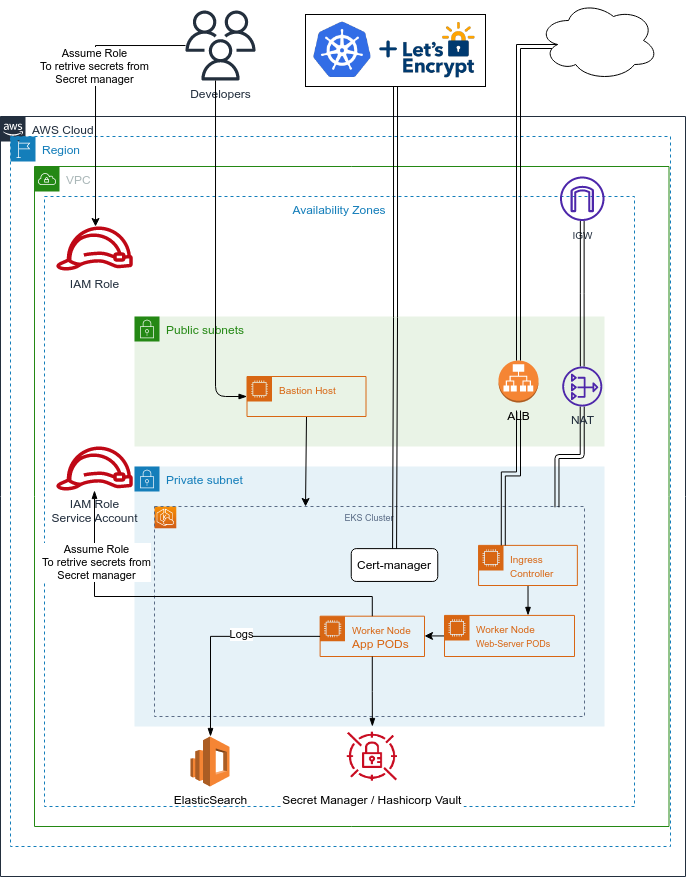 Assume Role
To retrive secrets from
Secret manager
Developers
+
Let's
Encrypt
aws
AWS Cloud
Region
VPC
Availability Zones
IGW
IAM Role
Public subnets
Bastion Host
ALB
NAT
IAM Role
Service Account
Private subnet
EKS Cluster
Assume Role
To retrive secrets from
Secret manager
Cert-manager
Ingress
Controller
Logs
Worker Node
App PODs
Worker Node
Web-Server PODs
ElasticSearch
Secret Manager / Hashicorp Vault